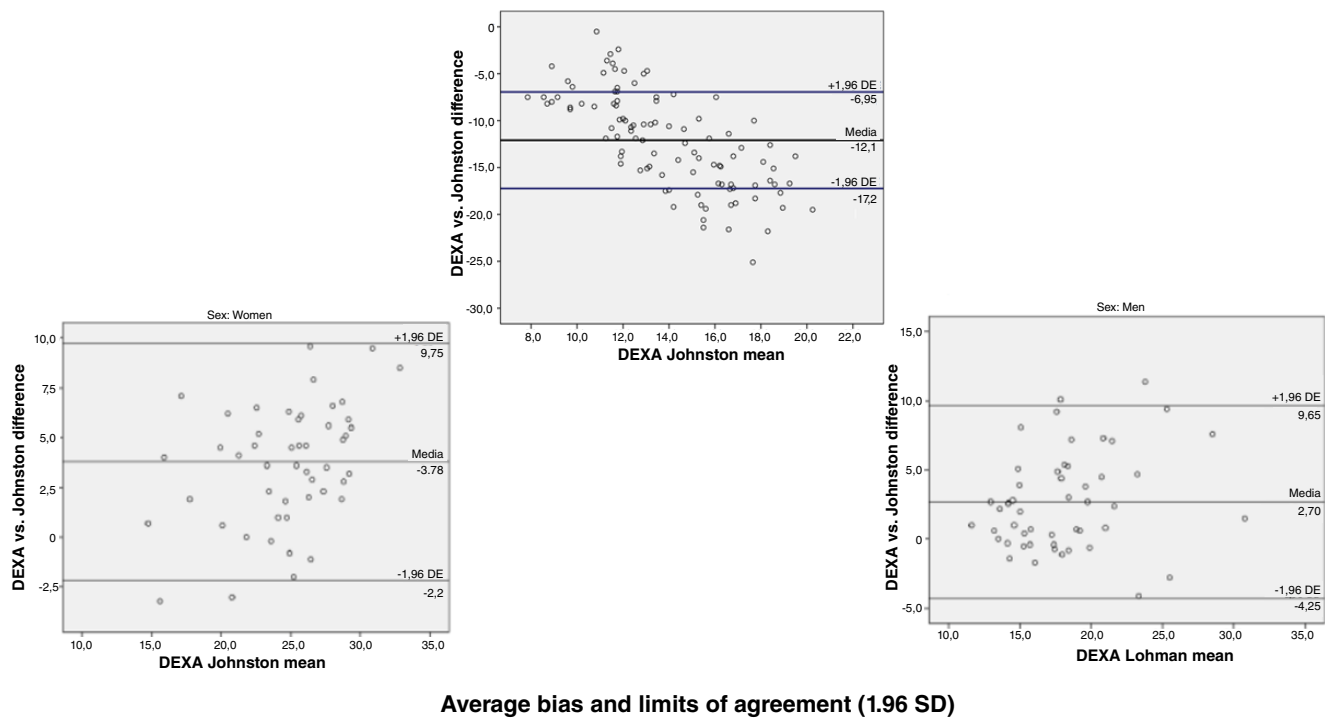 DEXA vs. Johnston difference
0
-5,0
-10,0
-15,0
-20,0
-25,0
-30,0
+1,96 DE
-6,95
Media
-12,1
-1,96 DE
-17,2
8,0 10,0 12,0 14,0 16,0 18,0 20,0 22,0
DEXA Johnston mean
Sex: Women
DEXA vs. Johnston difference
10,0
7,5
5,0
2,5
0
-2,5
+1,96 DE
9,75
Media
-3.78
-1,96 DE
-2,2
10,0 15,0 20,0 25,0 30,0 35,0
DEXA Johnston mean
Sex: Men
DEXA vs. Johnston difference
15,0
10,0
5,0
0
-5,0
+1,96 DE
9,65
Media
2,70
-1,96 DE
-4,25
10,0 15,0 20,0 25,0 30,0 35,0
DEXA Lohman mean
Average bias and limits of agreement (1.96 SD)